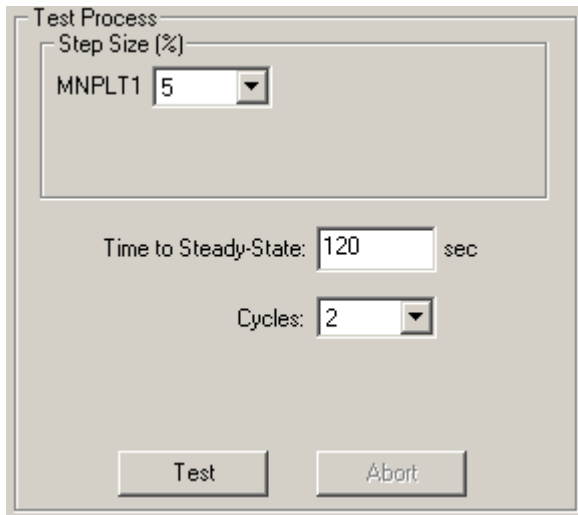 Test Process
Step Size (%)
MNPLT1 5
Time to Steady-State: 120 sec
Cycles: 2
Test Abort